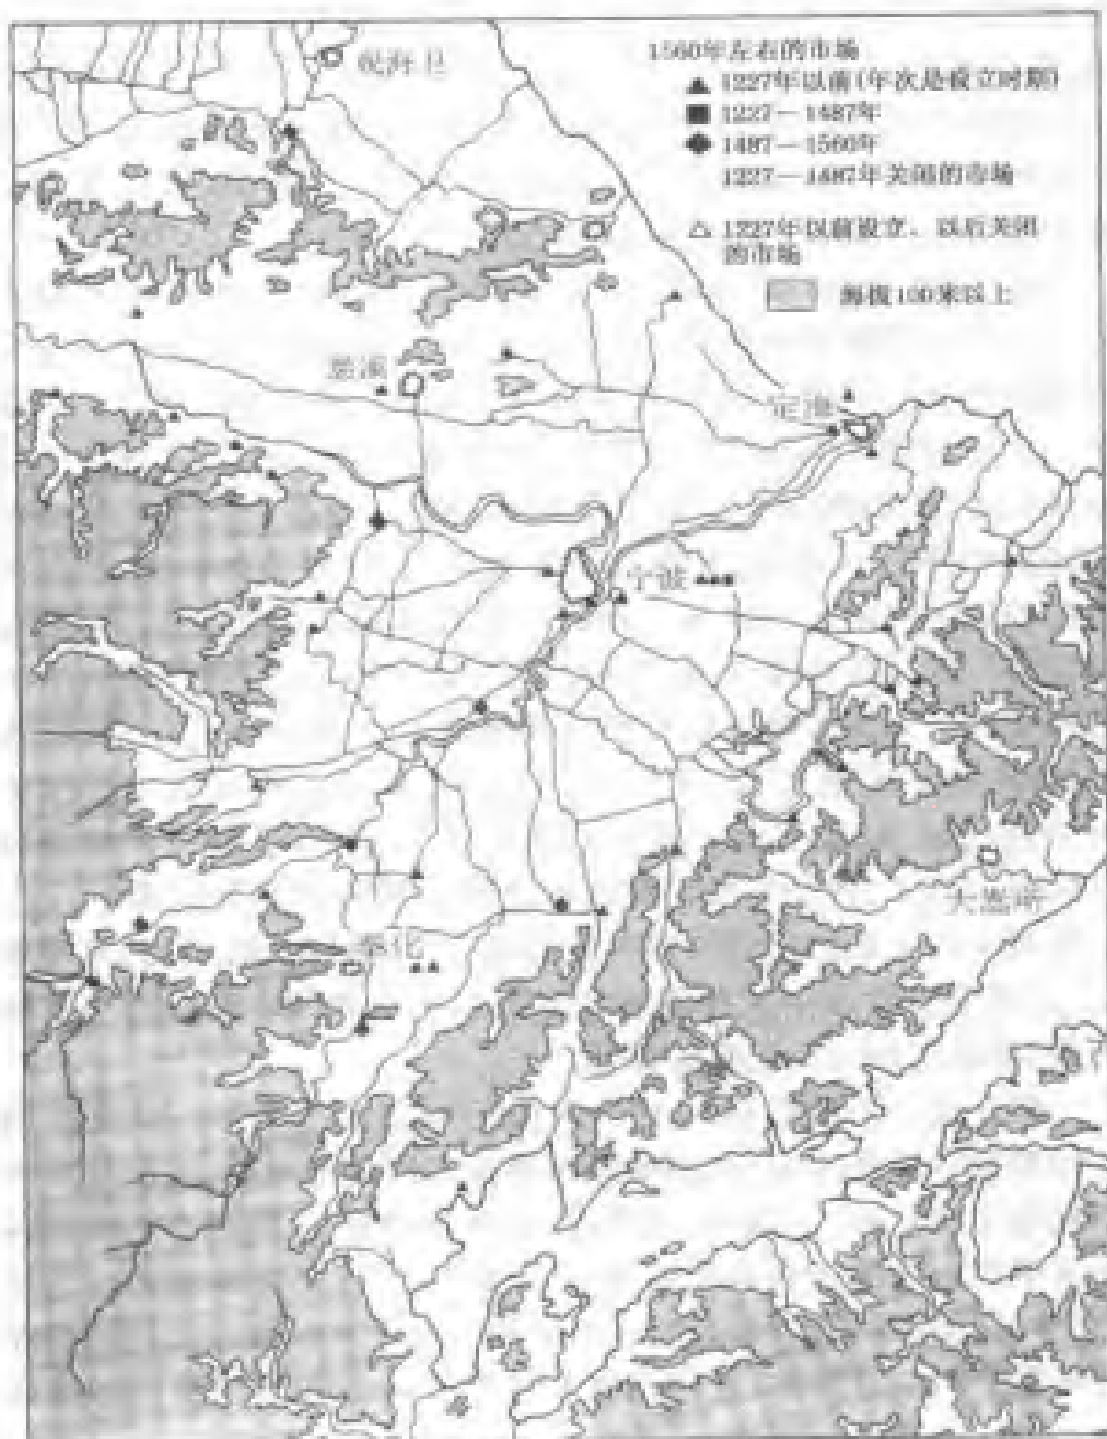 观海卫
1560年左右的市场
1227年以前(年次是设立时期)
1227—1487年
1487—1560年
1227—1487年关闭的市场
1227年以前设立，以后关闭
的市场
海拔100米以上
慈溪
定海
宁波
大嵩所
奉化